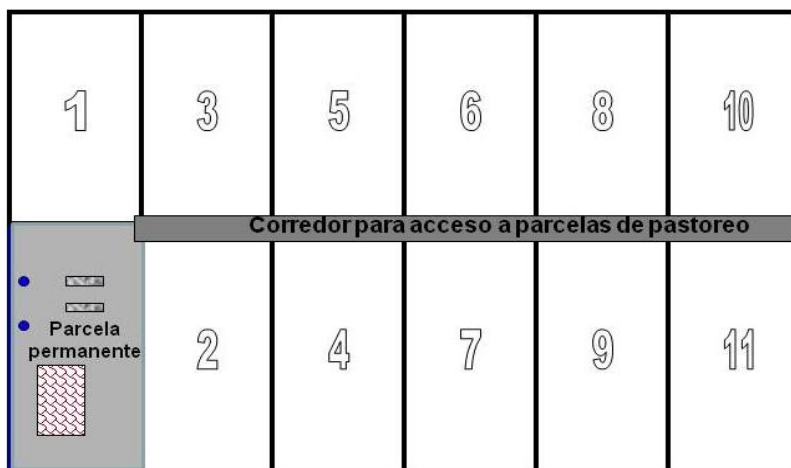 1 3 5 6 8 10
Corredor para acceso a parcelas de pastoreo
Parcela
permanente
2 4 7 9 11